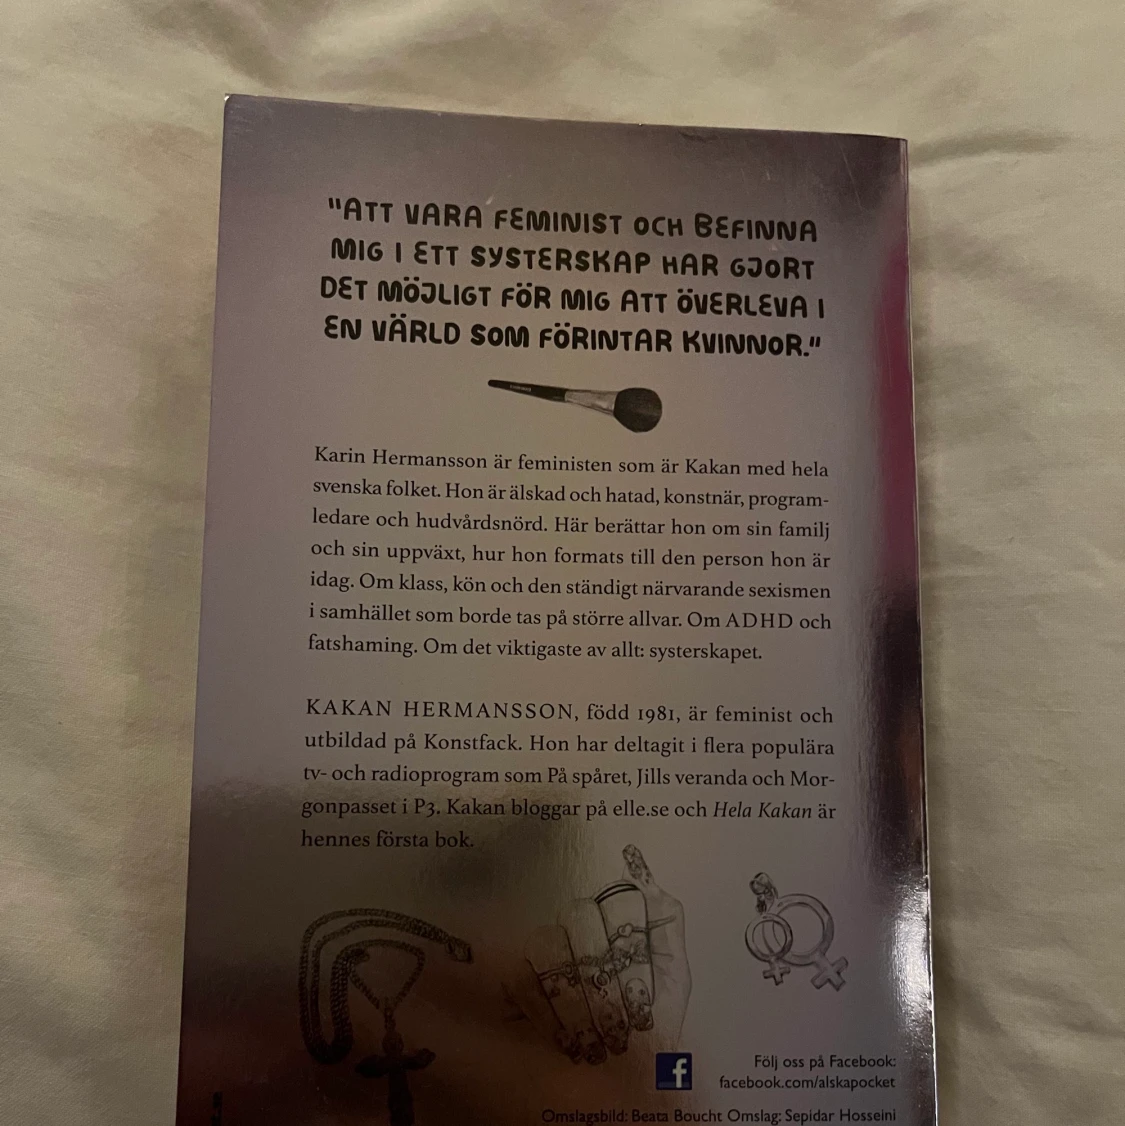 "ATT VARA FEMINIST OCH BEFINNA
MIG I ETT SYSTERSKAP HAR GJORT
DET MÖJLIGT FÖR MIG ATT ÖVERLEVA I
EN VÄRLD SOM FÖRINTAR KVINNOR."
Karin Hermansson är feministen som är Kakan med hela
svenska folket. Hon är älskad och hatad, konstnär, program-
ledare och hudvårdsnörd. Här berättar hon om sin familj
och sin uppväxt, hur hon formats till den person hon är
idag. Om klass, kön och den ständigt närvarande sexismen
i samhället som borde tas på större allvar. Om ADHD och
fatshaming. Om det viktigaste av allt: systerskapet.
KAKAN HERMANSSON, född 1981, är feminist och
utbildad på Konstfack. Hon har deltagit i flera populära
tv- och radioprogram som På spåret, Jills veranda och Mor-
gonpasset i P3. Kakan bloggar på elle.se och Hela Kakan är
hennes första bok.
f
Följ oss på Facebook:
facebook.com/alskapocket
Omslagsbild: Beata Boucht Omslag: Sepidar Hosseini